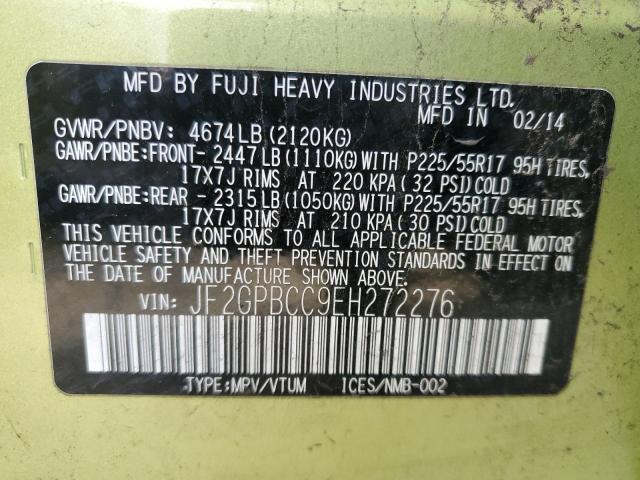 MFD BY FUJI HEAVY INDUSTRIES LTD.
MFD IN 02/14
GVWR/PNBV: 4674LB(2120KG)
GAWR/PNBE:FRONT-2447LB(1110KG)WITH P225/55R17 95H TIRES,
17X7J RIMS AT 220 KPA(32 PSI)COLD
GAWR/PNBE:REAR -2315LB(1050KG)WITH P225/55R17 95H TIRES,
17X7J RIMS AT 210 KPA(30 PSI)COLD
THIS VEHICLE CONFORMS TO ALL APPLICABLE FEDERAL MOTOR
VEHICLE SAFETY AND THEFT PREVENTION STANDARDS IN EFFECT ON
THE DATE OF MANUFACTURE SHOWN ABOVE.
VIN: JF2GPBCC9EH272276
TYPE:MPV/VTUM ICES/NMB-002